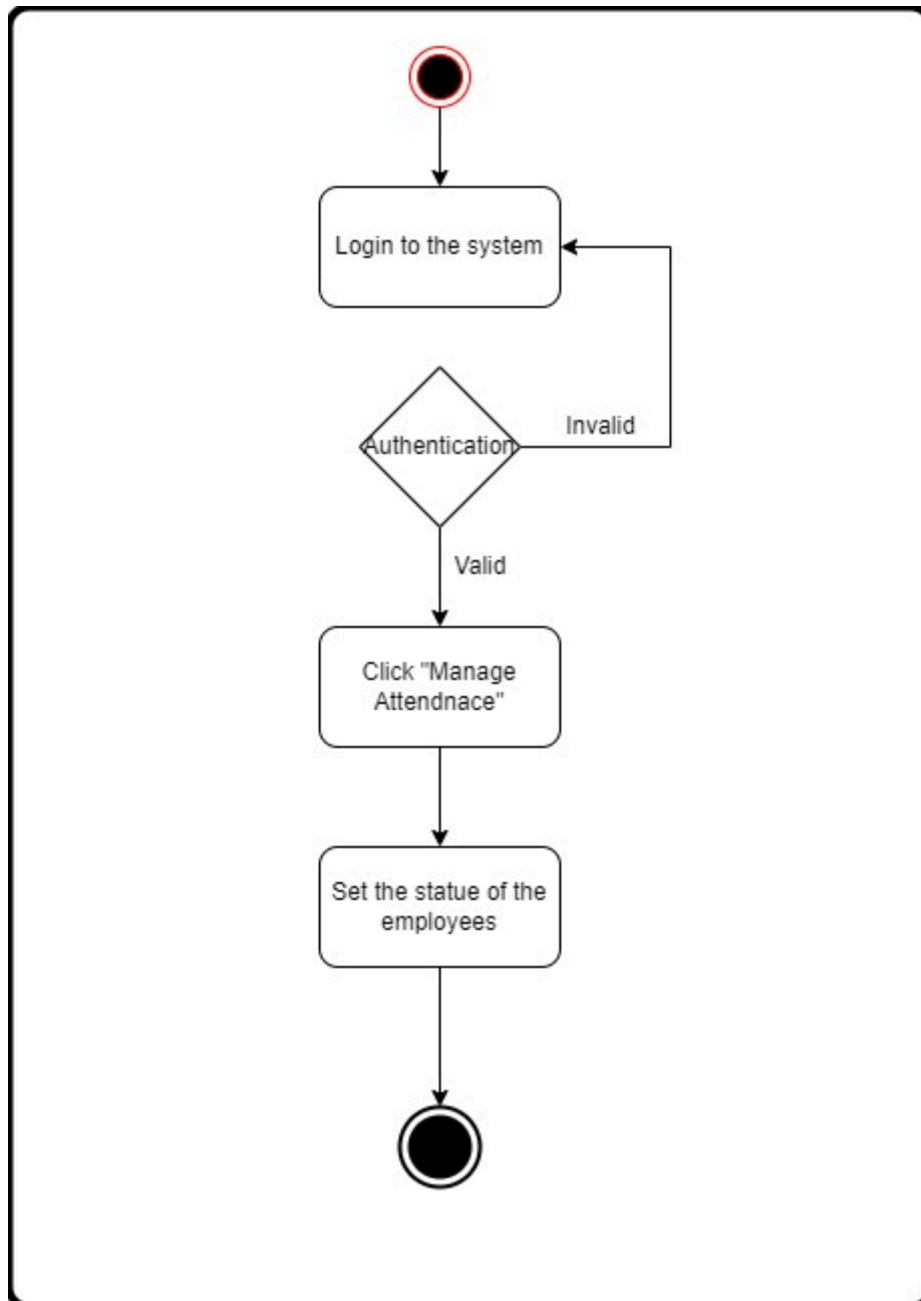 Login to the system
Authentication
Invalid
Valid
Click "Manage
Attendnace"
Set the statue of the
employees